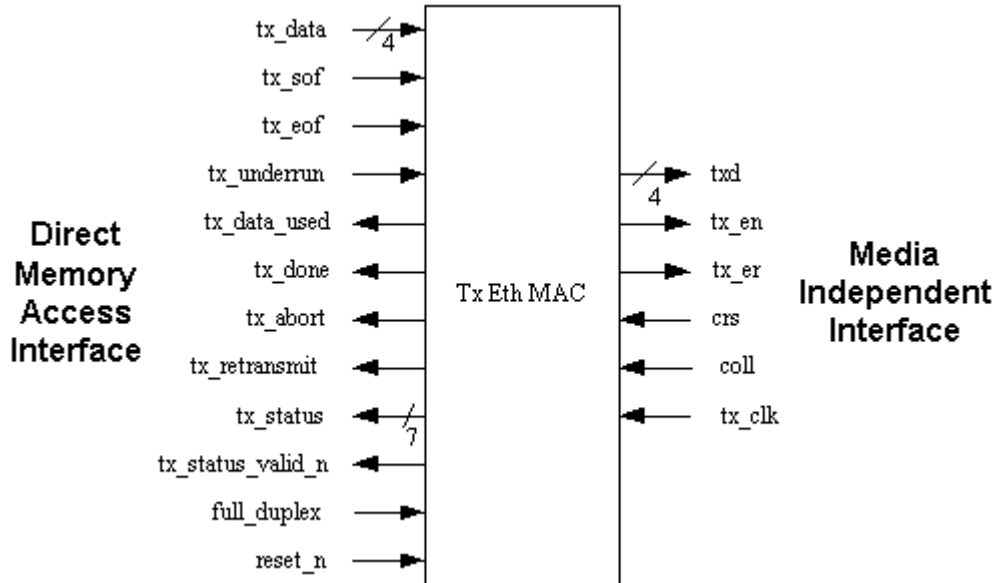 tx_data
4
tx_sof
tx_eof
tx_underrun
tx_data_used
tx_done
tx_abort
tx_retransmit
tx_status
7
tx_status_valid_n
full_duplex
reset_n
Direct
Memory
Access
Interface
Tx Eth MAC
txd
4
tx_en
tx_er
crs
coll
tx_clk
Media
Independent
Interface